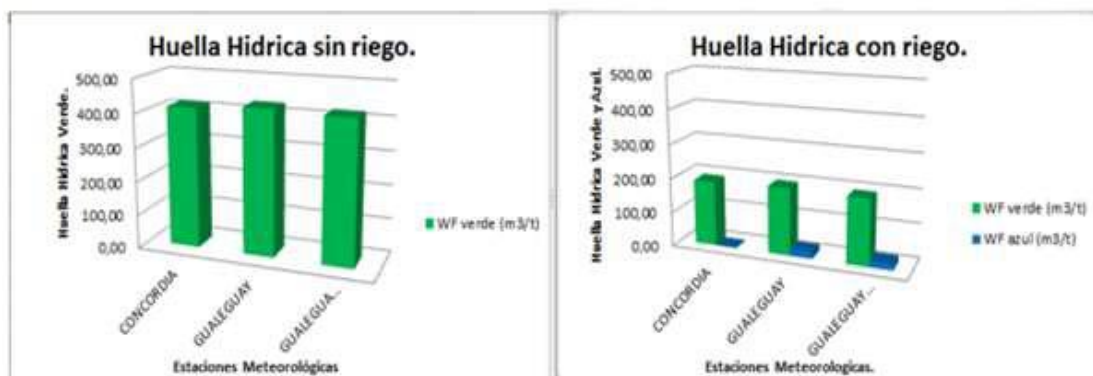 Huella Hidrica sin riego.
Huella Hidrica Verde.
500,00
400,00
300,00
200,00
100,00
0,00
CONCORDIA
GUALEGUAY
GUALEGUA...
Estaciones Meteorológicas
WF verde (m3/t)
Huella Hidrica con riego.
Huella Hidrica Verde y Azul.
500,00
400,00
300,00
200,00
100,00
0,00
CONCORDIA
GUALEGUAY
GUALEGUAY...
Estaciones Meteorologicas.
WF verde (m3/t)
WF azul (m3/t)